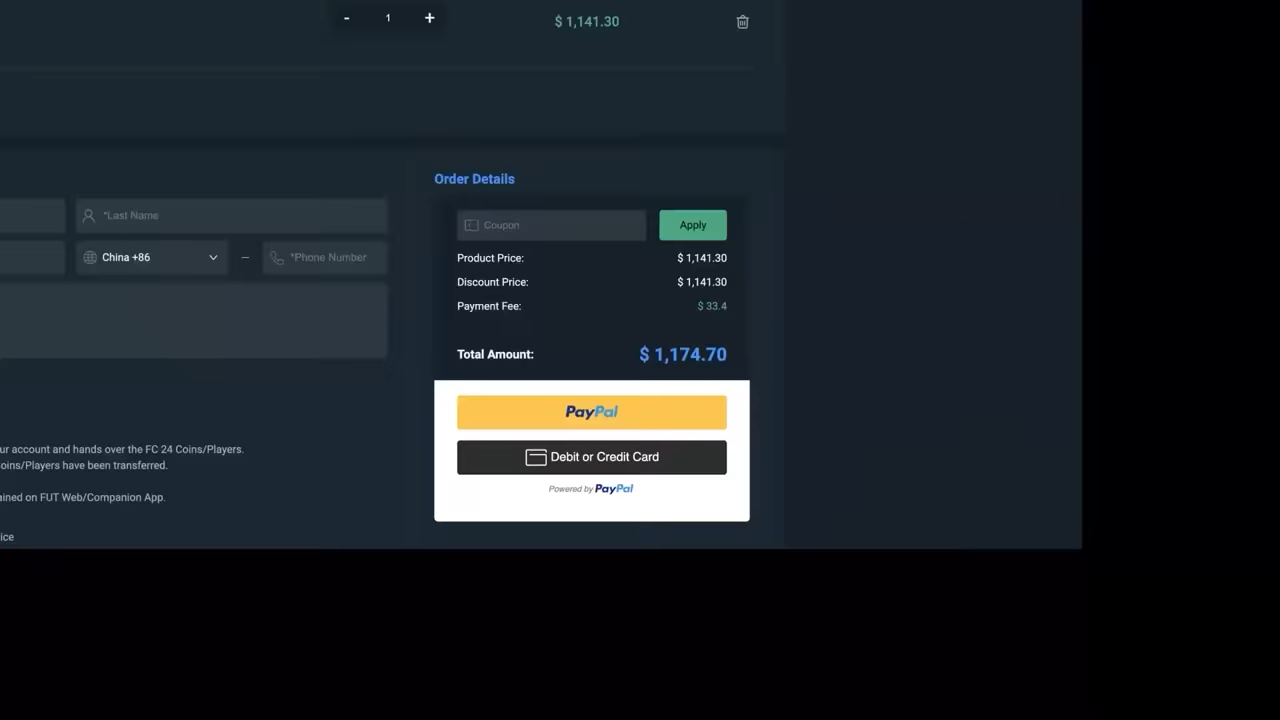 - 1 + $ 1,141.30
Order Details
*Last Name
Coupon Apply
China +86 – *Phone Number
Product Price: $ 1,141.30
Discount Price: $ 1,141.30
Payment Fee: $ 33.4
Total Amount: $ 1,174.70
PayPal
Debit or Credit Card
Powered by PayPal
ur account and hands over the FC 24 Coins/Players.
oins/Players have been transferred.
ained on FUT Web/Companion App.
ice